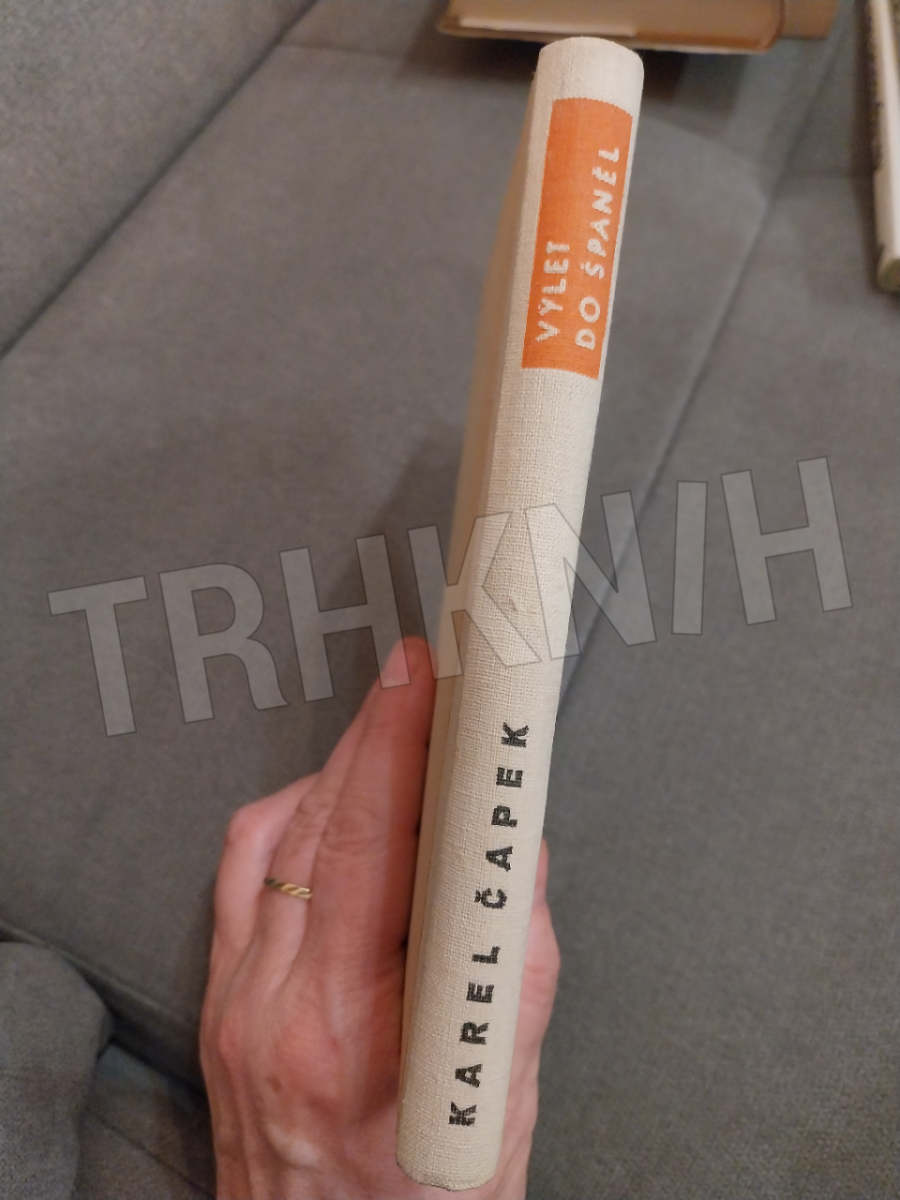 VÝLET
DO ŠPANĚL
KAREL ČAPEK
TRHKNIH